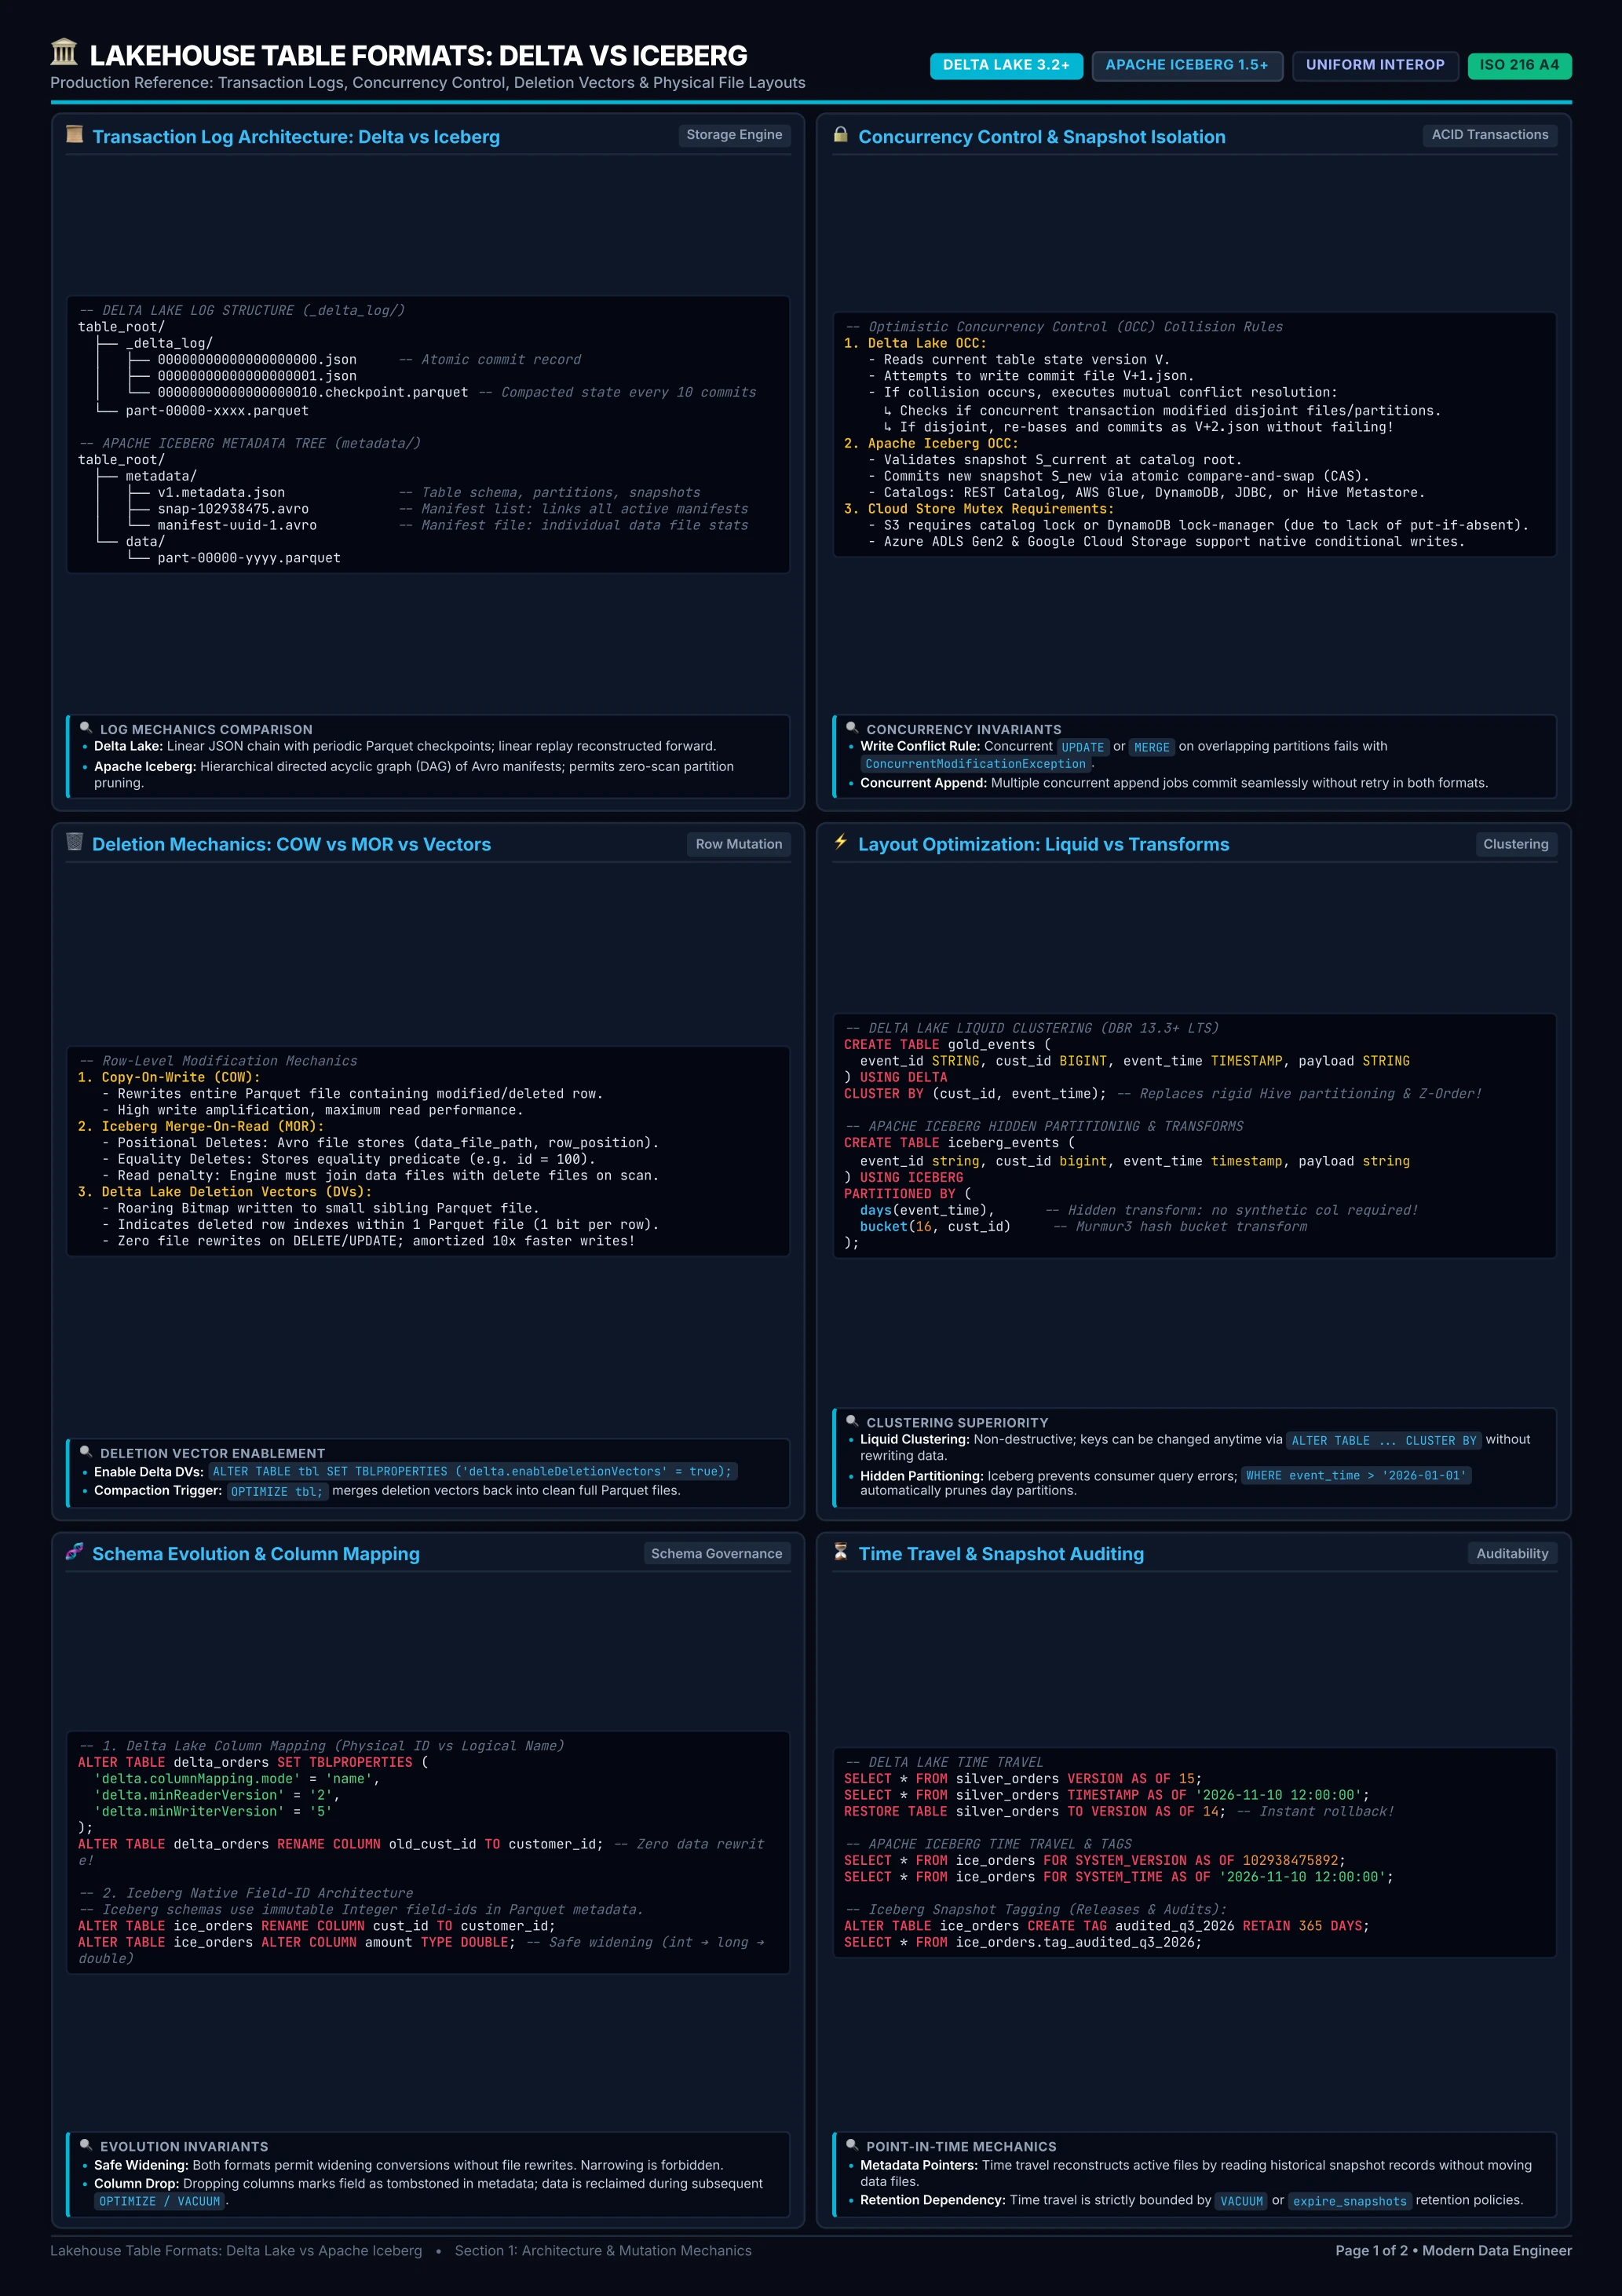 🏛️ LAKEHOUSE TABLE FORMATS: DELTA VS ICEBERG
Production Reference: Transaction Logs, Concurrency Control, Deletion Vectors & Physical File Layouts
DELTA LAKE 3.2+
APACHE ICEBERG 1.5+
UNIFORM INTEROP
ISO 216 A4
Transaction Log Architecture: Delta vs Iceberg
Storage Engine
-- DELTA LAKE LOG STRUCTURE (_delta_log/)
table_root/
├── _delta_log/
│   ├── 00000000000000000000.json     -- Atomic commit record
│   ├── 00000000000000000001.json
│   └── 00000000000000000010.checkpoint.parquet -- Compacted state every 10 commits
└── part-00000-xxxx.parquet
-- APACHE ICEBERG METADATA TREE (metadata/)
table_root/
├── metadata/
│   ├── v1.metadata.json              -- Table schema, partitions, snapshots
│   ├── snap-102938475.avro           -- Manifest list: links all active manifests
│   └── manifest-uuid-1.avro          -- Manifest file: individual data file stats
└── data/
    └── part-00000-yyyy.parquet
LOG MECHANICS COMPARISON
• Delta Lake: Linear JSON chain with periodic Parquet checkpoints; linear replay reconstructed forward.
• Apache Iceberg: Hierarchical directed acyclic graph (DAG) of Avro manifests; permits zero-scan partition
pruning.
Concurrency Control & Snapshot Isolation
ACID Transactions
-- Optimistic Concurrency Control (OCC) Collision Rules
1. Delta Lake OCC:
- Reads current table state version V.
- Attempts to write commit file V+1.json.
- If collision occurs, executes mutual conflict resolution:
↳ Checks if concurrent transaction modified disjoint files/partitions.
↳ If disjoint, re-bases and commits as V+2.json without failing!
2. Apache Iceberg OCC:
- Validates snapshot S_current at catalog root.
- Commits new snapshot S_new via atomic compare-and-swap (CAS).
- Catalogs: REST Catalog, AWS Glue, DynamoDB, JDBC, or Hive Metastore.
3. Cloud Store Mutex Requirements:
- S3 requires catalog lock or DynamoDB lock-manager (due to lack of put-if-absent).
- Azure ADLS Gen2 & Google Cloud Storage support native conditional writes.
CONCURRENCY INVARIANTS
• Write Conflict Rule: Concurrent UPDATE or MERGE on overlapping partitions fails with
ConcurrentModificationException.
• Concurrent Append: Multiple concurrent append jobs commit seamlessly without retry in both formats.
Deletion Mechanics: COW vs MOR vs Vectors
Row Mutation
-- Row-Level Modification Mechanics
1. Copy-On-Write (COW):
- Rewrites entire Parquet file containing modified/deleted row.
- High write amplification, maximum read performance.
2. Iceberg Merge-On-Read (MOR):
- Positional Deletes: Avro file stores (data_file_path, row_position).
- Equality Deletes: Stores equality predicate (e.g. id = 100).
- Read penalty: Engine must join data files with delete files on scan.
3. Delta Lake Deletion Vectors (DVs):
- Roaring Bitmap written to small sibling Parquet file.
- Indicates deleted row indexes within 1 Parquet file (1 bit per row).
- Zero file rewrites on DELETE/UPDATE; amortized 10x faster writes!
DELETION VECTOR ENABLEMENT
• Enable Delta DVs: ALTER TABLE tbl SET TBLPROPERTIES ('delta.enableDeletionVectors' = true);
• Compaction Trigger: OPTIMIZE tbl; merges deletion vectors back into clean full Parquet files.
⚡ Layout Optimization: Liquid vs Transforms
Clustering
-- DELTA LAKE LIQUID CLUSTERING (DBR 13.3+ LTS)
CREATE TABLE gold_events (
event_id STRING, cust_id BIGINT, event_time TIMESTAMP, payload STRING
) USING DELTA
CLUSTER BY (cust_id, event_time); -- Replaces rigid Hive partitioning & Z-Order!
-- APACHE ICEBERG HIDDEN PARTITIONING & TRANSFORMS
CREATE TABLE iceberg_events (
event_id string, cust_id bigint, event_time timestamp, payload string
) USING ICEBERG
PARTITIONED BY (
days(event_time),      -- Hidden transform: no synthetic col required!
bucket(16, cust_id)     -- Murmur3 hash bucket transform
);
CLUSTERING SUPERIORITY
• Liquid Clustering: Non-destructive; keys can be changed anytime via ALTER TABLE ... CLUSTER BY without
rewriting data.
• Hidden Partitioning: Iceberg prevents consumer query errors; WHERE event_time > '2026-01-01'
automatically prunes day partitions.
Schema Evolution & Column Mapping
Schema Governance
-- 1. Delta Lake Column Mapping (Physical ID vs Logical Name)
ALTER TABLE delta_orders SET TBLPROPERTIES (
'delta.columnMapping.mode' = 'name',
'delta.minReaderVersion' = '2',
'delta.minWriterVersion' = '5'
);
ALTER TABLE delta_orders RENAME COLUMN old_cust_id TO customer_id; -- Zero data rewrit
e!
-- 2. Iceberg Native Field-ID Architecture
-- Iceberg schemas use immutable Integer field-ids in Parquet metadata.
ALTER TABLE ice_orders RENAME COLUMN cust_id TO customer_id;
ALTER TABLE ice_orders ALTER COLUMN amount TYPE DOUBLE; -- Safe widening (int → long →
double)
EVOLUTION INVARIANTS
• Safe Widening: Both formats permit widening conversions without file rewrites. Narrowing is forbidden.
• Column Drop: Dropping columns marks field as tombstoned in metadata; data is reclaimed during subsequent
OPTIMIZE / VACUUM.
Time Travel & Snapshot Auditing
Auditability
-- DELTA LAKE TIME TRAVEL
SELECT * FROM silver_orders VERSION AS OF 15;
SELECT * FROM silver_orders TIMESTAMP AS OF '2026-11-10 12:00:00';
RESTORE TABLE silver_orders TO VERSION AS OF 14; -- Instant rollback!
-- APACHE ICEBERG TIME TRAVEL & TAGS
SELECT * FROM ice_orders FOR SYSTEM_VERSION AS OF 102938475892;
SELECT * FROM ice_orders FOR SYSTEM_TIME AS OF '2026-11-10 12:00:00';
-- Iceberg Snapshot Tagging (Releases & Audits):
ALTER TABLE ice_orders CREATE TAG audited_q3_2026 RETAIN 365 DAYS;
SELECT * FROM ice_orders.tag_audited_q3_2026;
POINT-IN-TIME MECHANICS
• Metadata Pointers: Time travel reconstructs active files by reading historical snapshot records without moving
data files.
• Retention Dependency: Time travel is strictly bounded by VACUUM or expire_snapshots retention policies.
Lakehouse Table Formats: Delta Lake vs Apache Iceberg • Section 1: Architecture & Mutation Mechanics
Page 1 of 2 • Modern Data Engineer